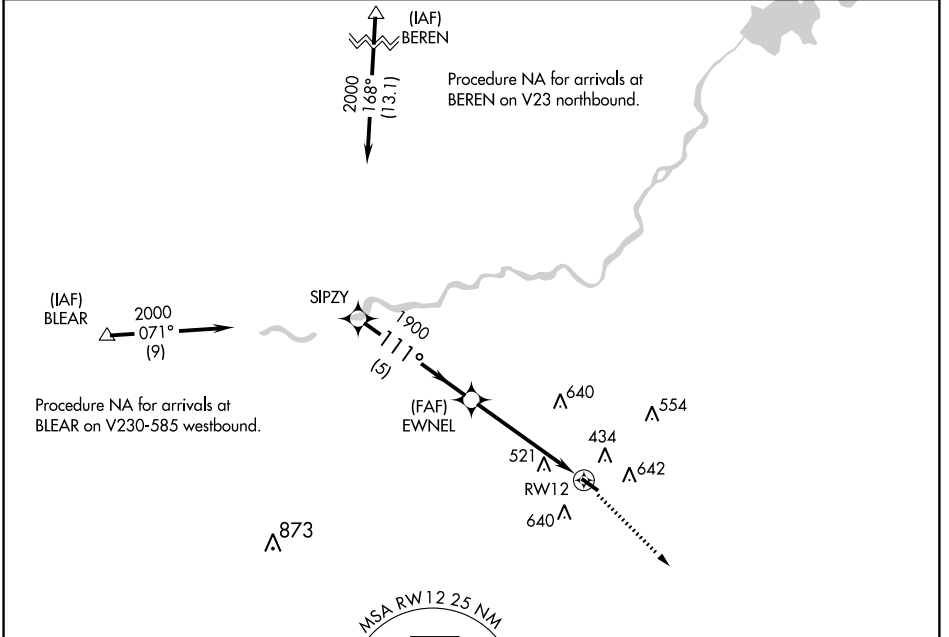 (IAF)
BEREN
2000
168°
(13.1)
Procedure NA for arrivals at
BEREN on V23 northbound.
(IAF)
BLEAR
2000
071°
(9)
SIPZY
1900
111°
(5)
Procedure NA for arrivals at
BLEAR on V230-585 westbound.
(FAF)
EWNEL
640
554
434
521
642
RW12
640
873
MSA RW12 25 NM